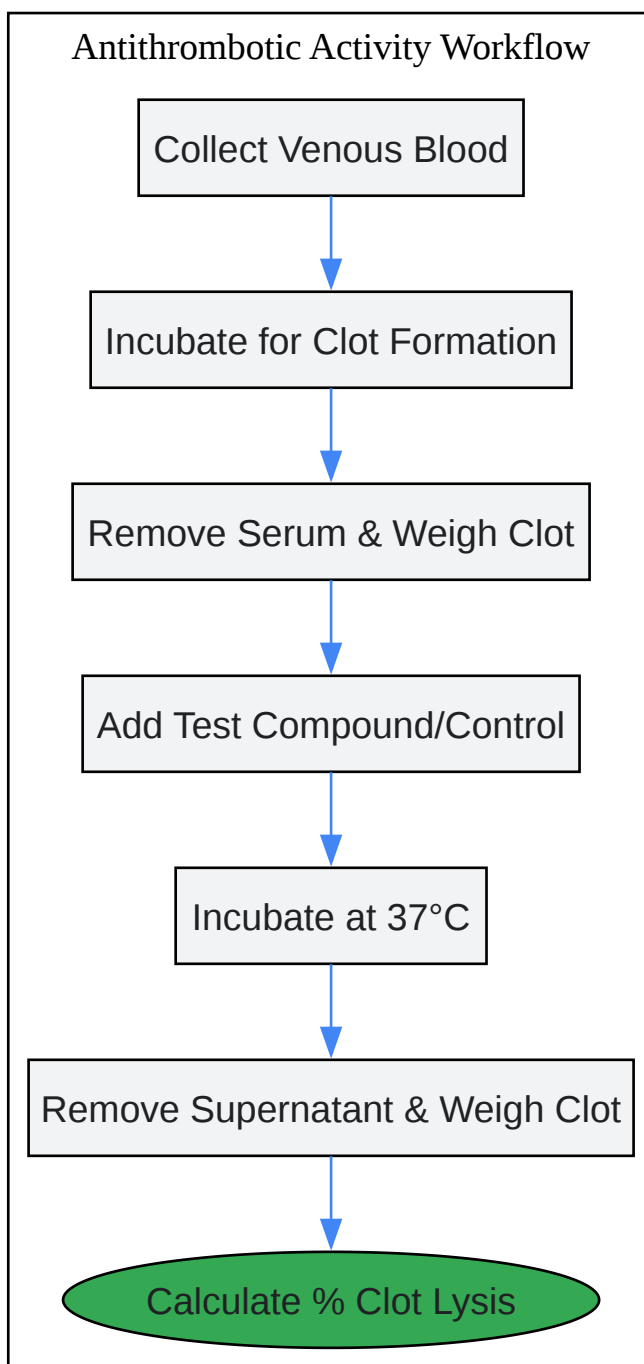 Antithrombotic Activity Workflow
Collect Venous Blood
Incubate for Clot Formation
Remove Serum & Weigh Clot
Add Test Compound/Control
Incubate at 37°C
Remove Supernatant & Weigh Clot
Calculate % Clot Lysis